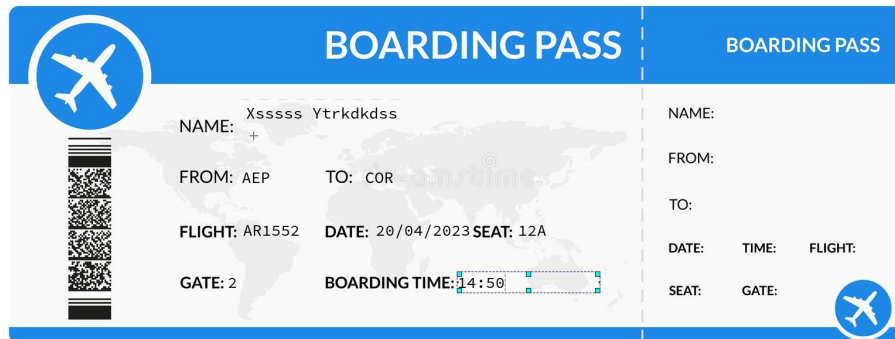 BOARDING PASS
BOARDING PASS
NAME: Xsssss Ytrkdkdss
FROM: AEP TO: COR
FLIGHT: AR1552 DATE: 20/04/2023 SEAT: 12A
GATE: 2 BOARDING TIME: 14:50
NAME:
FROM:
TO:
DATE: TIME: FLIGHT:
SEAT: GATE:
dreamstime